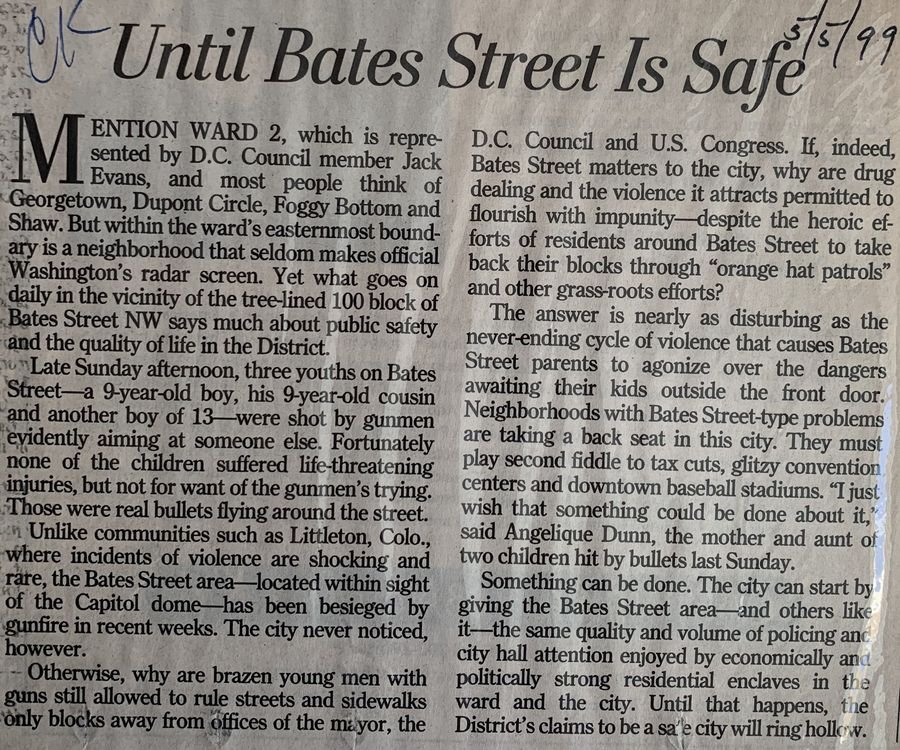 OK
5/5/99
Until Bates Street Is Safe
MENTION WARD 2, which is repre-
sented by D.C. Council member Jack
Evans, and most people think of
Georgetown, Dupont Circle, Foggy Bottom and
Shaw. But within the ward's easternmost bound-
ary is a neighborhood that seldom makes official
Washington's radar screen. Yet what goes on
daily in the vicinity of the tree-lined 100 block of
Bates Street NW says much about public safety
and the quality of life in the District.
Late Sunday afternoon, three youths on Bates
Street—a 9-year-old boy, his 9-year-old cousin
and another boy of 13—were shot by gunmen
evidently aiming at someone else. Fortunately
none of the children suffered life-threatening
injuries, but not for want of the gunmen's trying.
Those were real bullets flying around the street.
Unlike communities such as Littleton, Colo.,
where incidents of violence are shocking and
rare, the Bates Street area—located within sight
of the Capitol dome—has been besieged by
gunfire in recent weeks. The city never noticed,
however.
Otherwise, why are brazen young men with
guns still allowed to rule streets and sidewalks
only blocks away from offices of the mayor, the
D.C. Council and U.S. Congress. If, indeed,
Bates Street matters to the city, why are drug
dealing and the violence it attracts permitted to
flourish with impunity—despite the heroic ef-
forts of residents around Bates Street to take
back their blocks through "orange hat patrols"
and other grass-roots efforts?
The answer is nearly as disturbing as the
never-ending cycle of violence that causes Bates
Street parents to agonize over the dangers
awaiting their kids outside the front door.
Neighborhoods with Bates Street-type problems
are taking a back seat in this city. They must
play second fiddle to tax cuts, glitzy convention
centers and downtown baseball stadiums. "I just
wish that something could be done about it,"
said Angelique Dunn, the mother and aunt of
two children hit by bullets last Sunday.
Something can be done. The city can start by
giving the Bates Street area—and others like
it—the same quality and volume of policing and
city hall attention enjoyed by economically and
politically strong residential enclaves in the
ward and the city. Until that happens, the
District's claims to be a safe city will ring hollow.